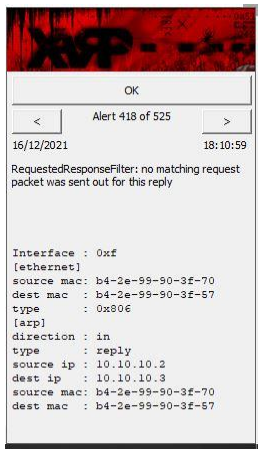 XArp
OK
<
Alert 418 of 525
>
16/12/2021 18:10:59
RequestedResponseFilter: no matching request
packet was sent out for this reply
Interface : 0xf
[ethernet]
source mac: b4-2e-99-90-3f-70
dest mac  : b4-2e-99-90-3f-57
type      : 0x806
[arp]
direction : in
type      : reply
source ip : 10.10.10.2
dest ip   : 10.10.10.3
source mac: b4-2e-99-90-3f-70
dest mac  : b4-2e-99-90-3f-57